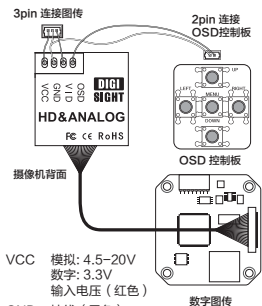 3pin 连接图传
2pin 连接
OSD控制板
VCC
GND
VID
OSD
DIGI
SIGHT
HD&ANALOG
FC CE RoHS
UP
LEFT
MENU
RIGHT
DOWN
OSD 控制板
摄像机背面
VCC 模拟: 4.5-20V
数字: 3.3V
输入电压（红色）
数字图传